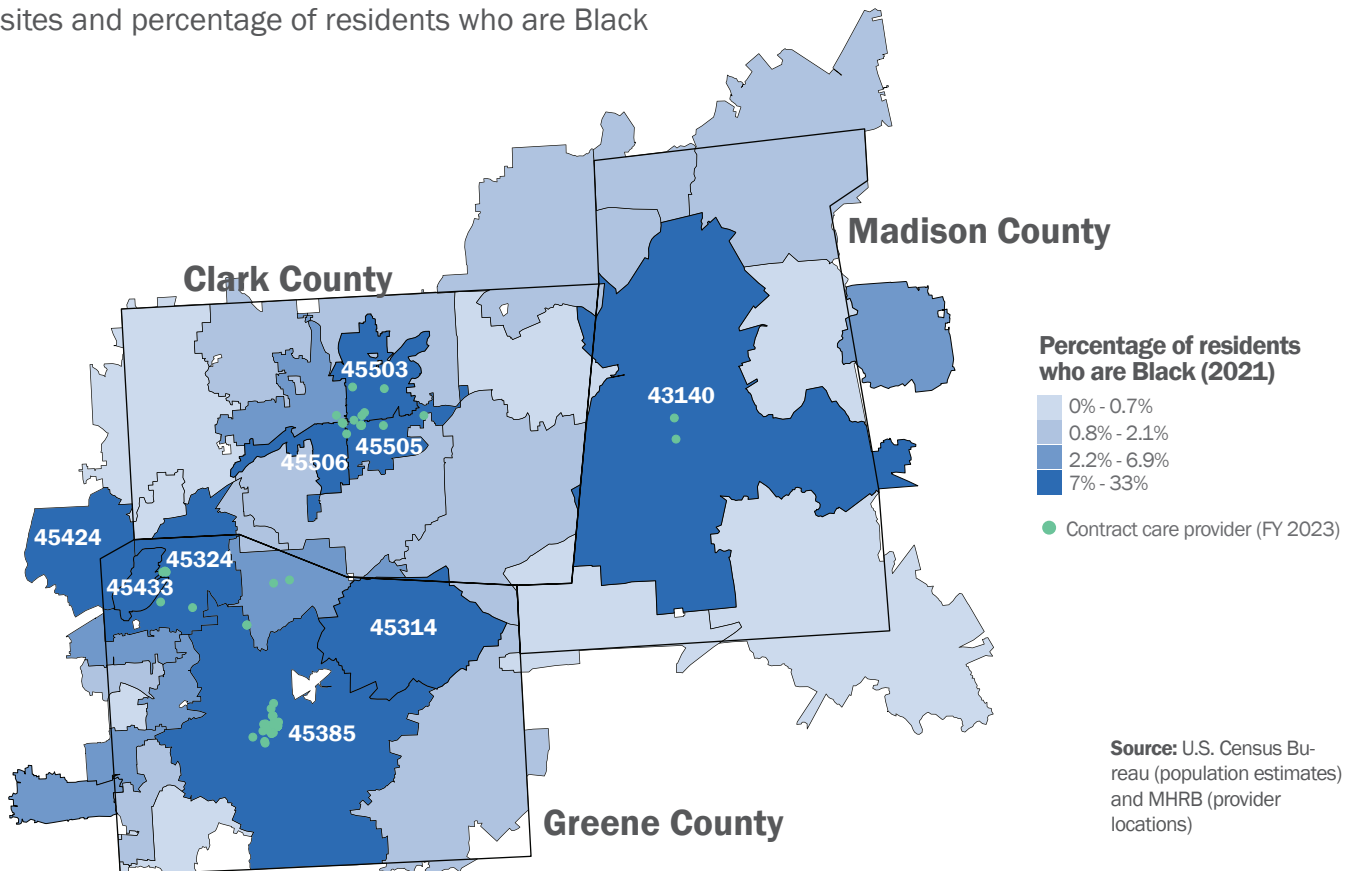 sites and percentage of residents who are Black
Madison County
Clark County
Percentage of residents
who are Black (2021)
45503
43140
0% - 0.7%
0.8% - 2.1%
45505
45506
2.2% - 6.9%
7% - 33%
45424
Contract care provider (FY 2023)
45324
45433
45314
45385
Source: U.S. Census Bu-
reau (population estimates)
and MHRB (provider
locations)
Greene County